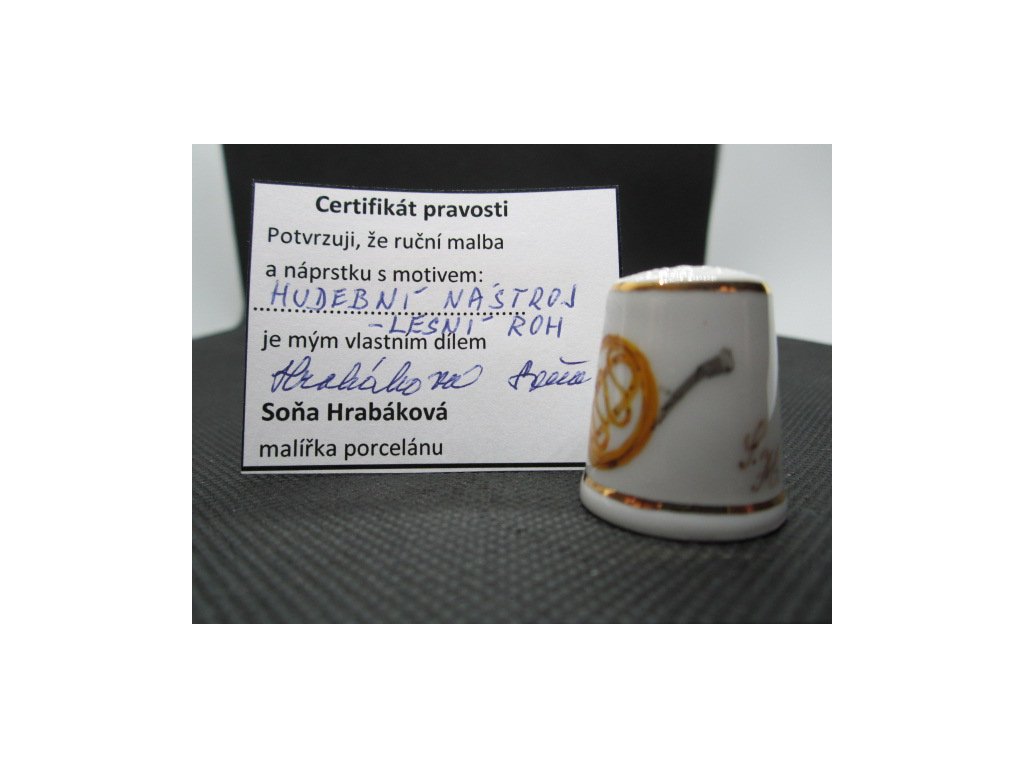 Certifikát pravosti
Potvrzuji, že ruční malba
a náprstku s motivem:
HUDEBNÍ NÁSTROJ
- LESNÍ ROH
je mým vlastním dílem
Hrabáková Soňa
Soňa Hrabáková
malířka porcelánu
S.